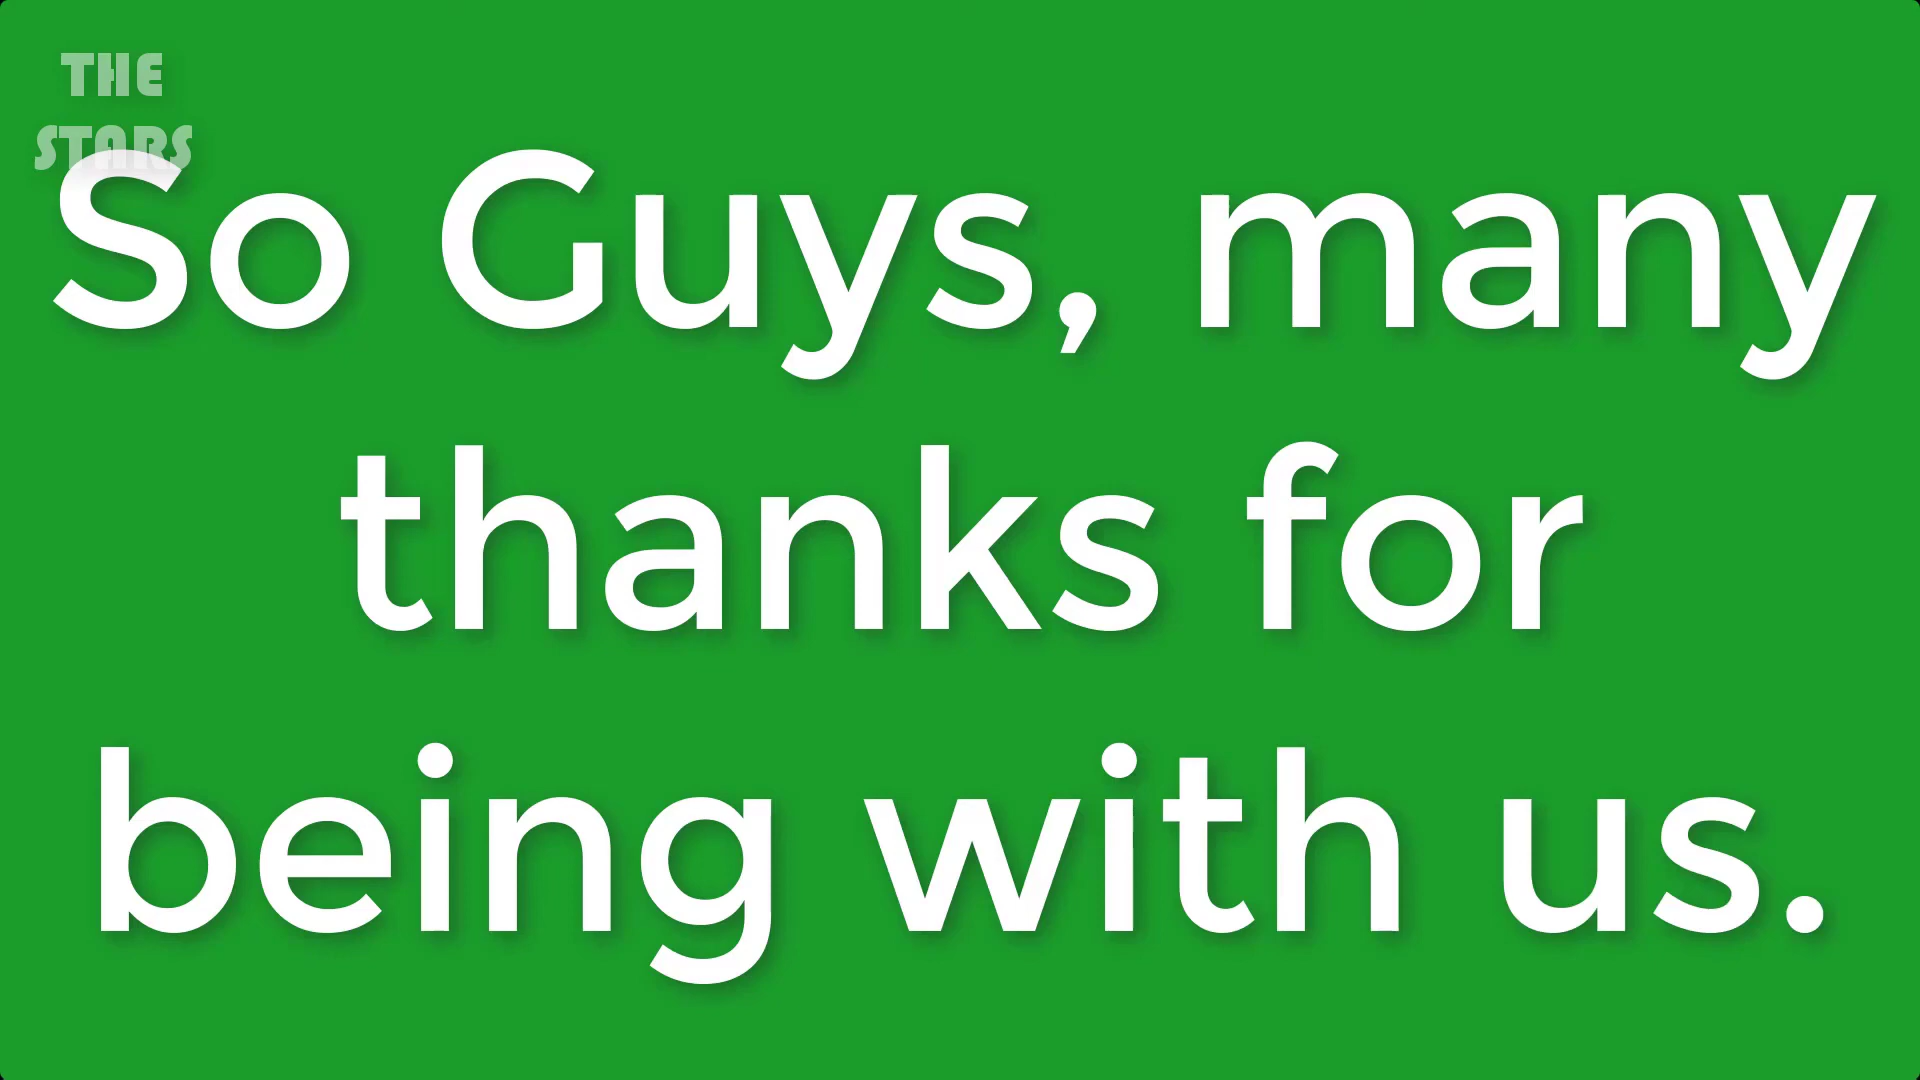 THE
STARS
So Guys, many
thanks for
being with us.